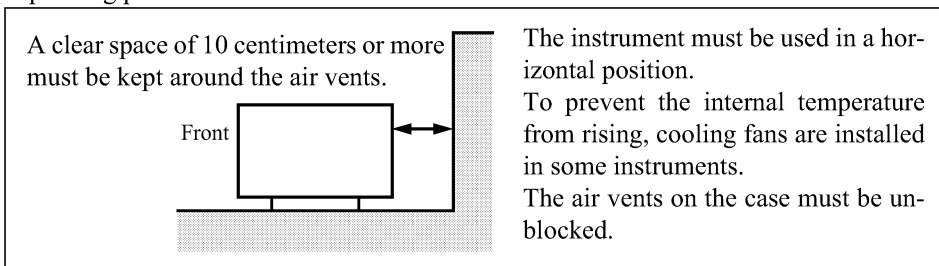 A clear space of 10 centimeters or more
must be kept around the air vents.
Front
The instrument must be used in a hor-
izontal position.
To prevent the internal temperature
from rising, cooling fans are installed
in some instruments.
The air vents on the case must be un-
blocked.